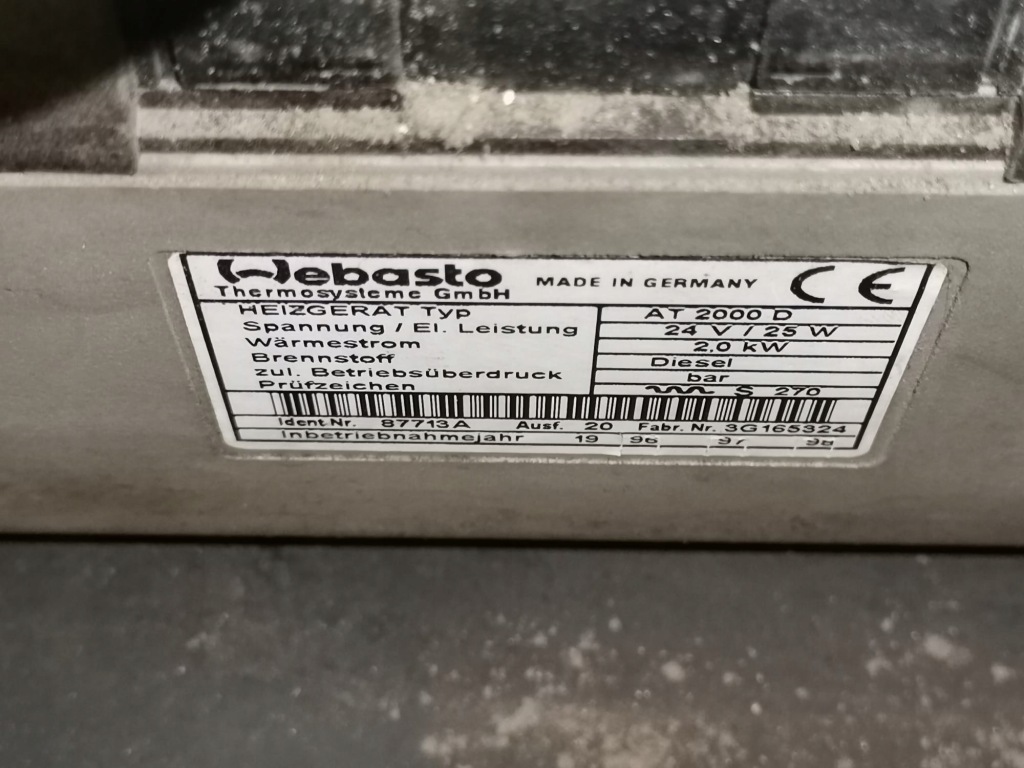 Webasto
Thermosysteme GmbH
MADE IN GERMANY CE
HEIZGERÄT Typ AT 2000 D
Spannung / El. Leistung 24 V / 25 W
Wärmestrom 2,0 kW
Brennstoff Diesel
zul. Betriebsüberdruck bar
Prüfzeichen S 270
Ident.Nr. 87713A Ausf. 20 Fabr. Nr. 3G165324
Inbetriebnahmejahr 19 96 97 98